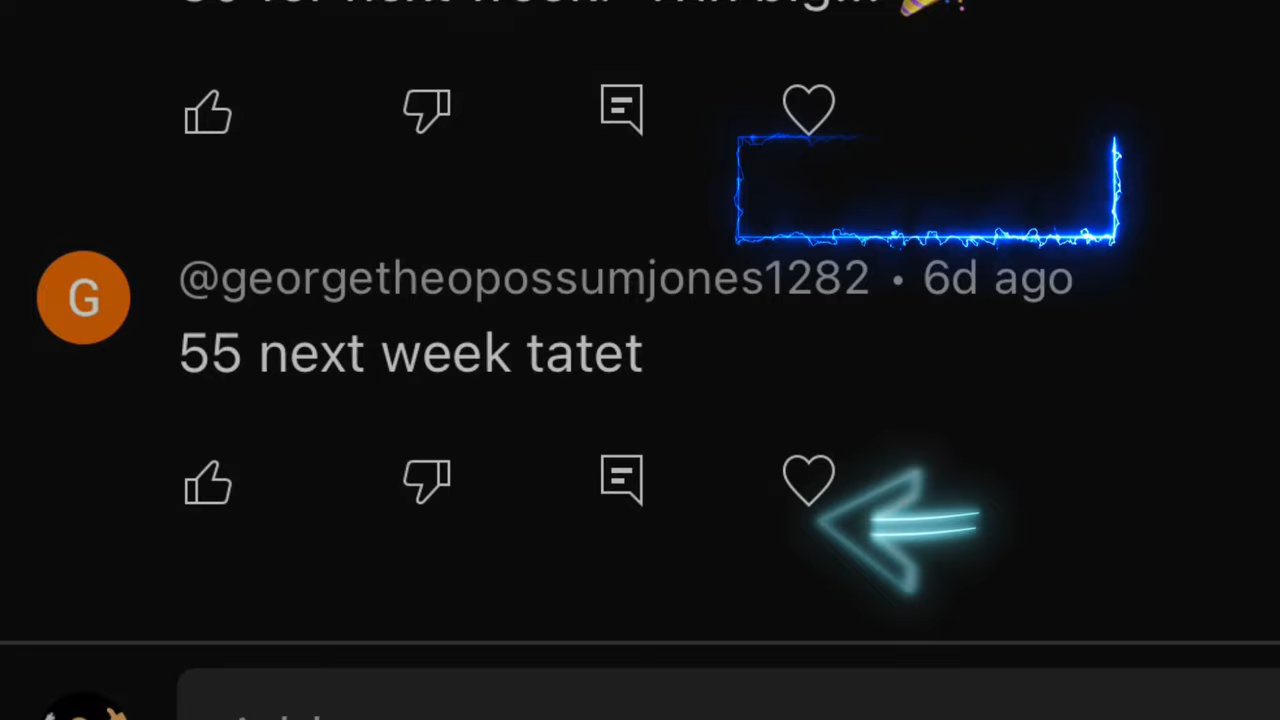 G
@georgetheopossumjones1282 • 6d ago
55 next week tatet